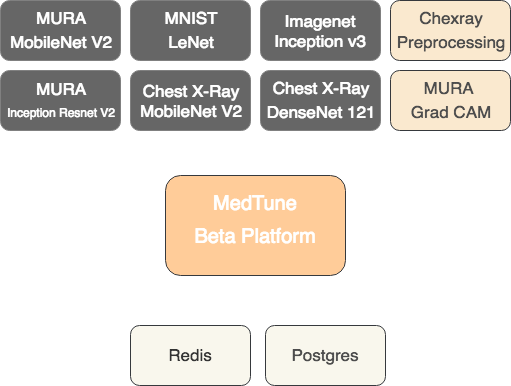 MURA
MobileNet V2
MNIST
LeNet
Imagenet
Inception v3
Chexray
Preprocessing
MURA
Inception Resnet V2
Chest X-Ray
MobileNet V2
Chest X-Ray
DenseNet 121
MURA
Grad CAM
MedTune
Beta Platform
Redis
Postgres